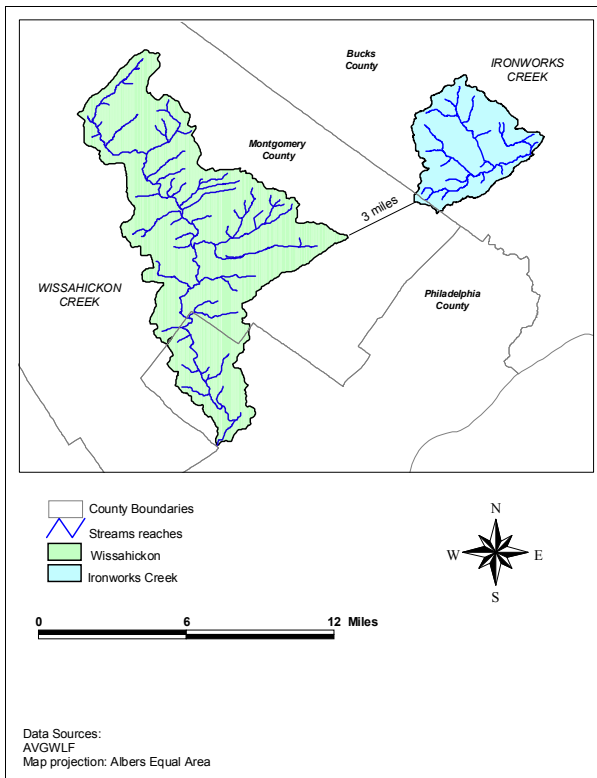 Bucks
County
IRONWORKS
CREEK
Montgomery
County
3 miles
WISSAHICKON
CREEK
Philadelphia
County
County Boundaries
Streams reaches
Wissahickon
Ironworks Creek
N
W
E
S
0 6 12 Miles
Data Sources:
AVGWLF
Map projection: Albers Equal Area